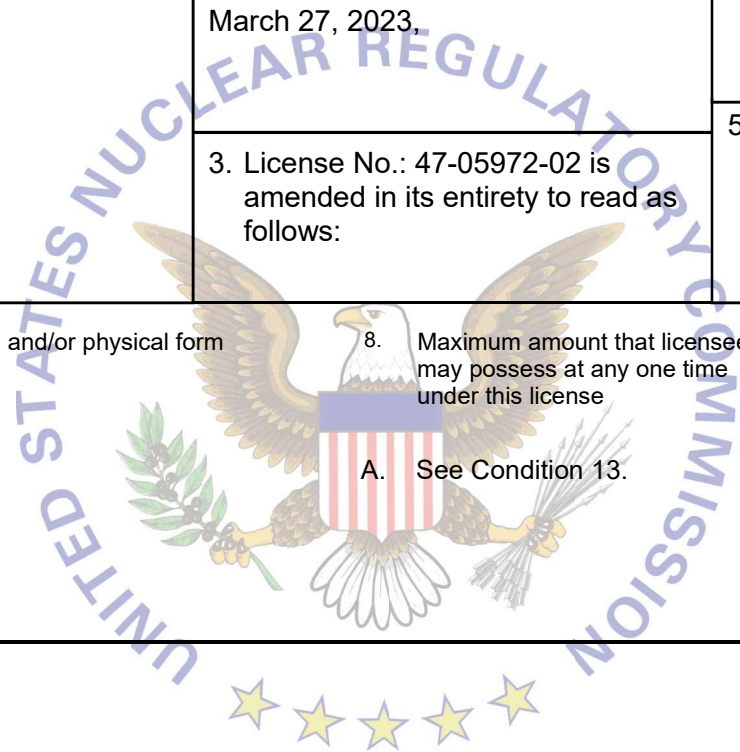 March 27, 2023,
5
3. License No.: 47-05972-02 is
amended in its entirety to read as
follows:
and/or physical form
8. Maximum amount that licensee
may possess at any one time
under this license
A. See Condition 13.
UNITED STATES NUCLEAR REGULATORY COMMISSION